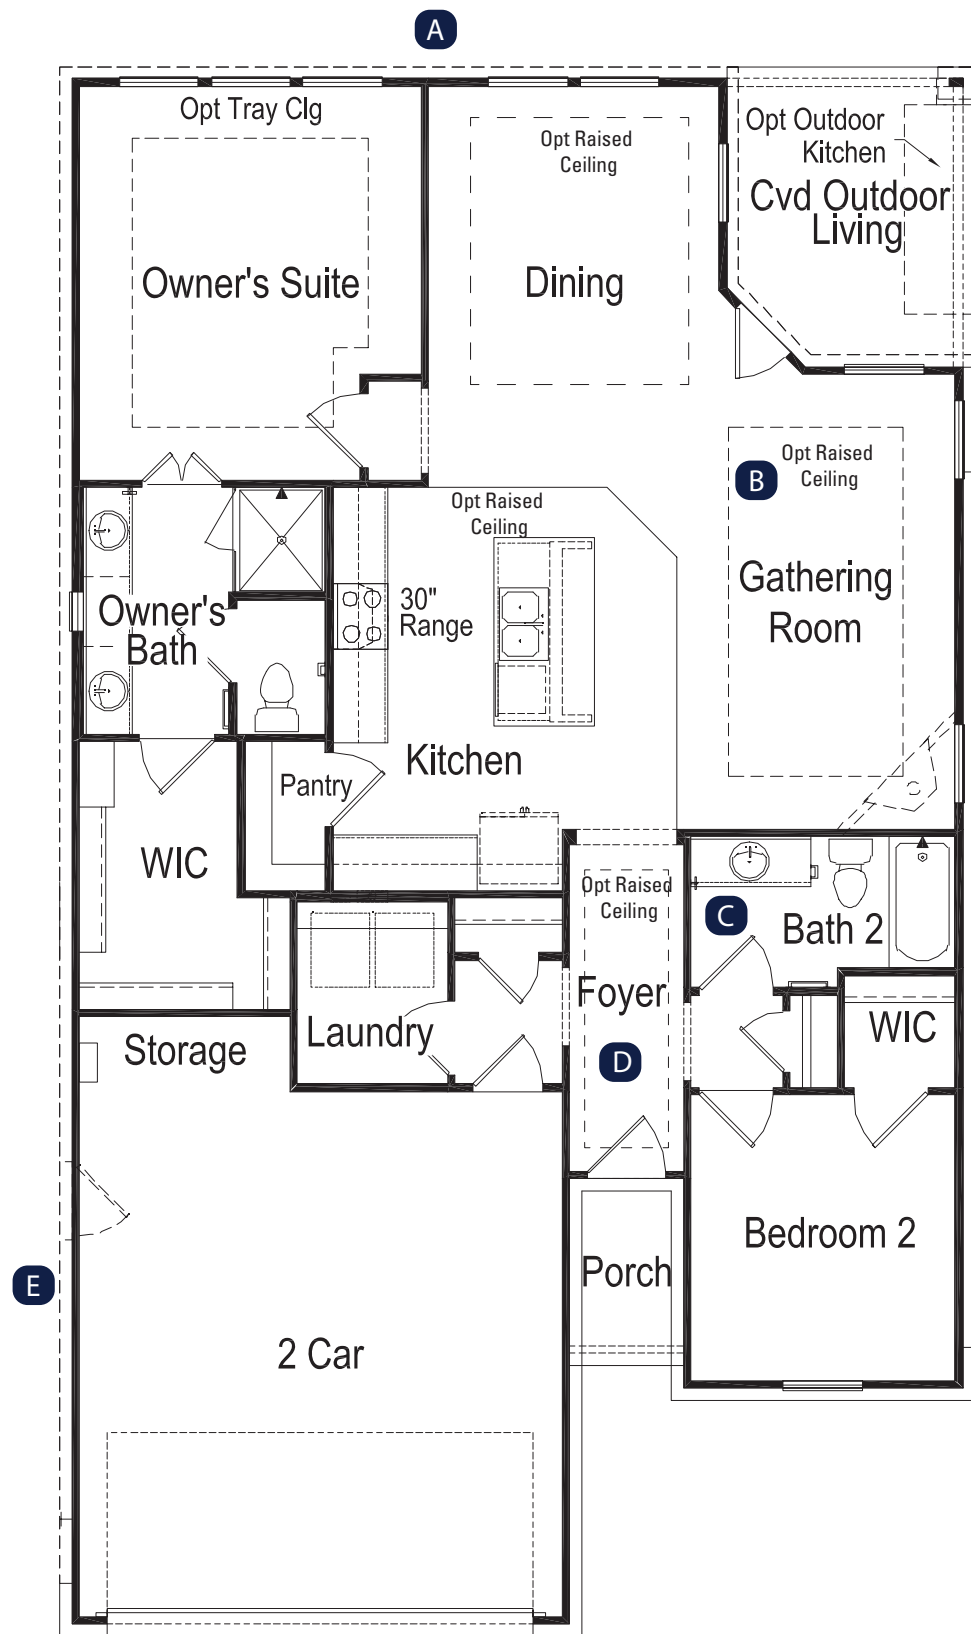 A
Opt Tray Clg
Opt Raised
Ceiling
Opt Outdoor
Kitchen
Cvd Outdoor
Living
Owner's Suite
Dining
B
Opt Raised
Ceiling
Opt Raised
Ceiling
Gathering
Room
30"
Range
Owner's
Bath
Kitchen
Pantry
WIC
Opt Raised
Ceiling
C
Bath 2
Foyer
WIC
Laundry
Storage
D
Bedroom 2
Porch
E
2 Car